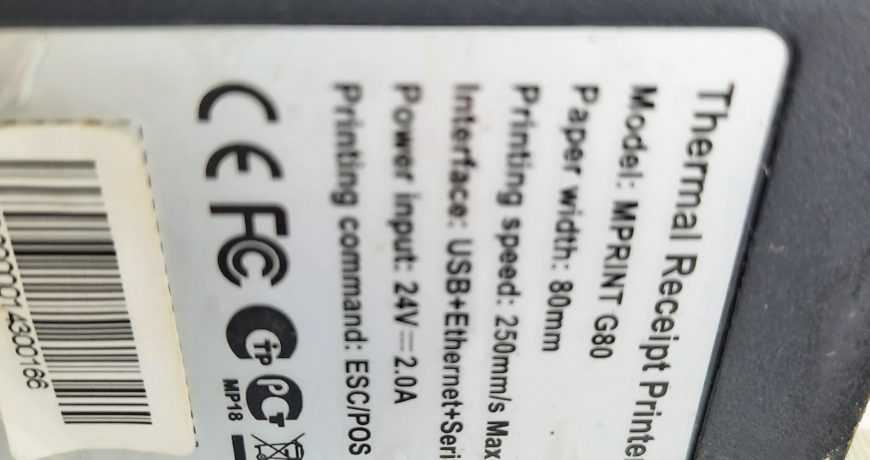 Thermal Receipt Printe
Model: MPRINT G80
Paper width: 80mm
Printing speed: 250mm/s Max
Interface: USB+Ethernet+Seri
Power input: 24V⎓2.0A
Printing command: ESC/POS
CE FC
MP18
00014300166